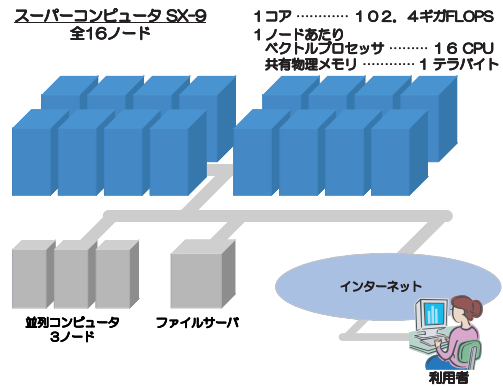 スーパーコンピュータ SX-9
全16ノード
1コア ………… 102．4ギガFLOPS
1ノードあたり
ベクトルプロセッサ ……… 16 CPU
共有物理メモリ ………… 1 テラバイト
インターネット
並列コンピュータ
3ノード
ファイルサーバ
利用者